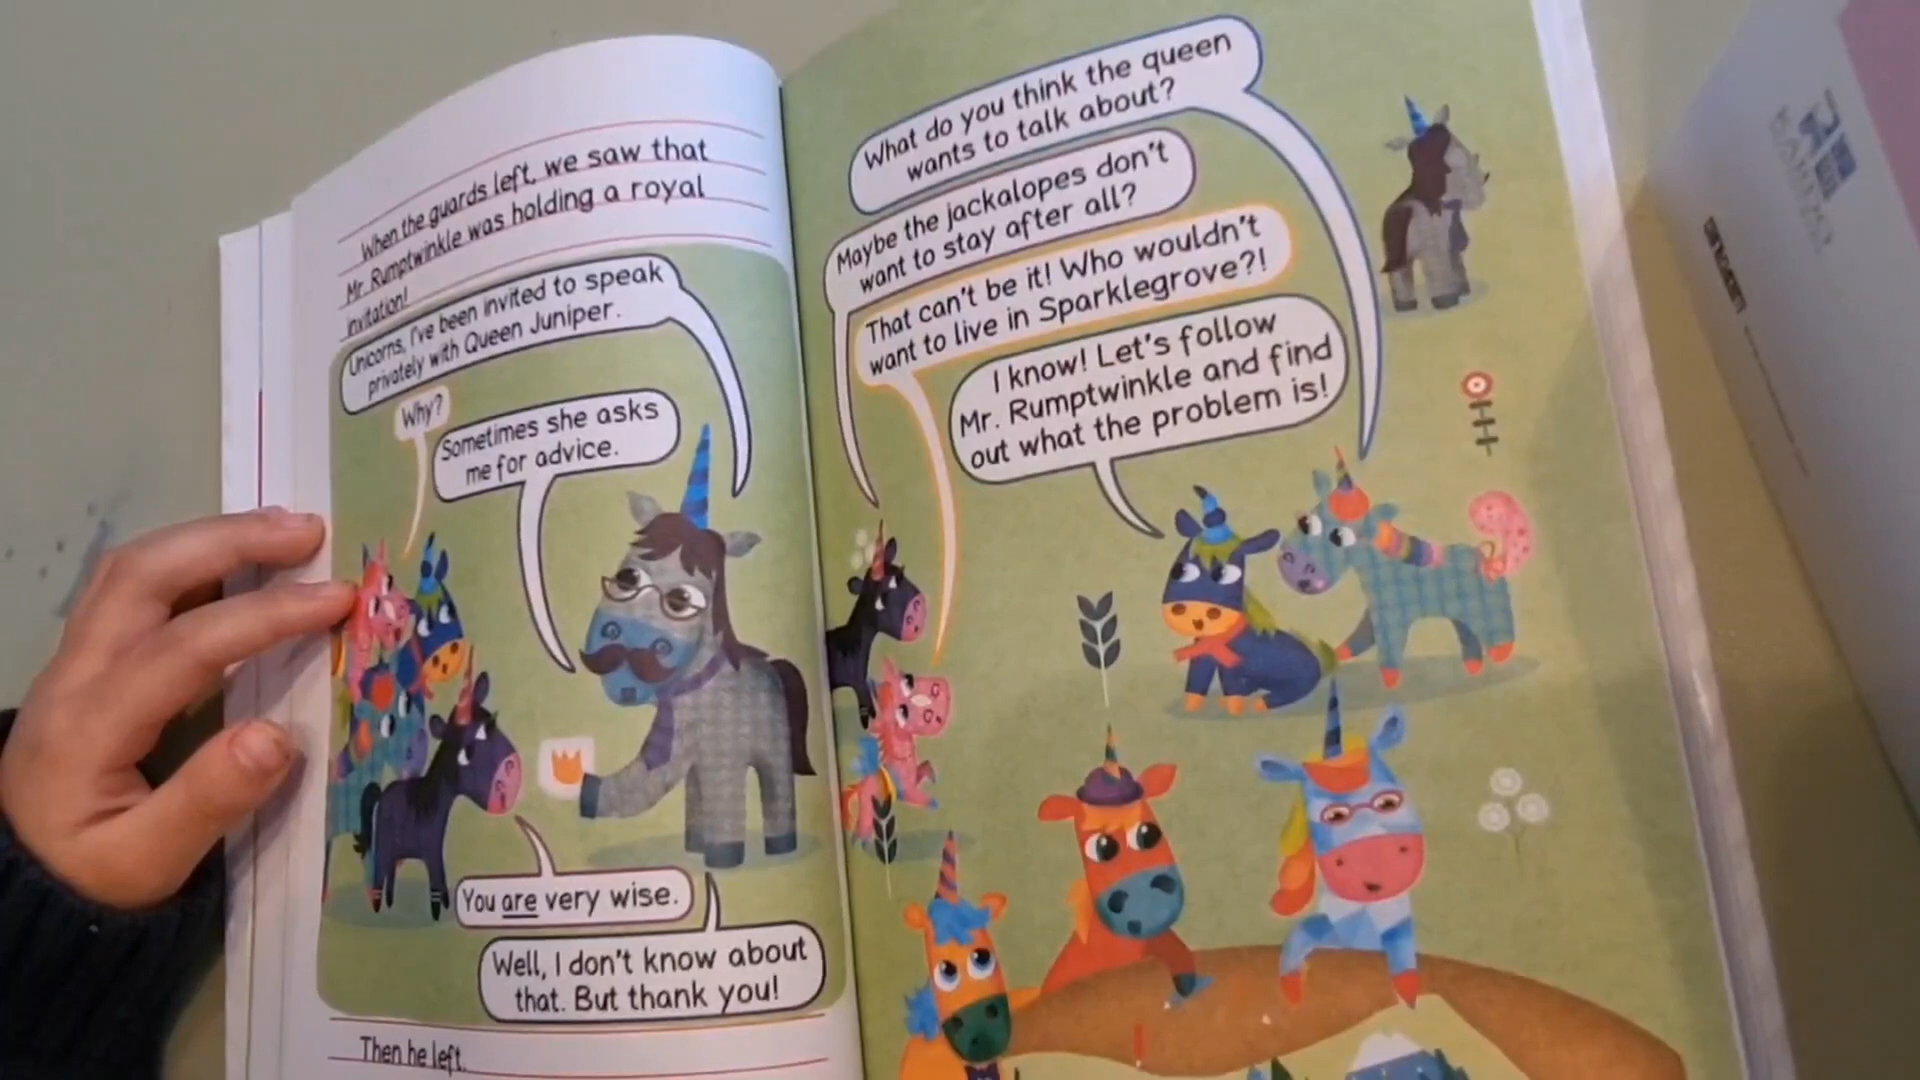 When the guards left, we saw that
Mr. Rumptwinkle was holding a royal
invitation!
Unicorns, I've been invited to speak
privately with Queen Juniper.
Why?
Sometimes she asks
me for advice.
You are very wise.
Well, I don't know about
that. But thank you!
Then he left.
What do you think the queen
wants to talk about?
Maybe the jackalopes don't
want to stay after all?
That can't be it! Who wouldn't
want to live in Sparklegrove?!
I know! Let's follow
Mr. Rumptwinkle and find
out what the problem is!